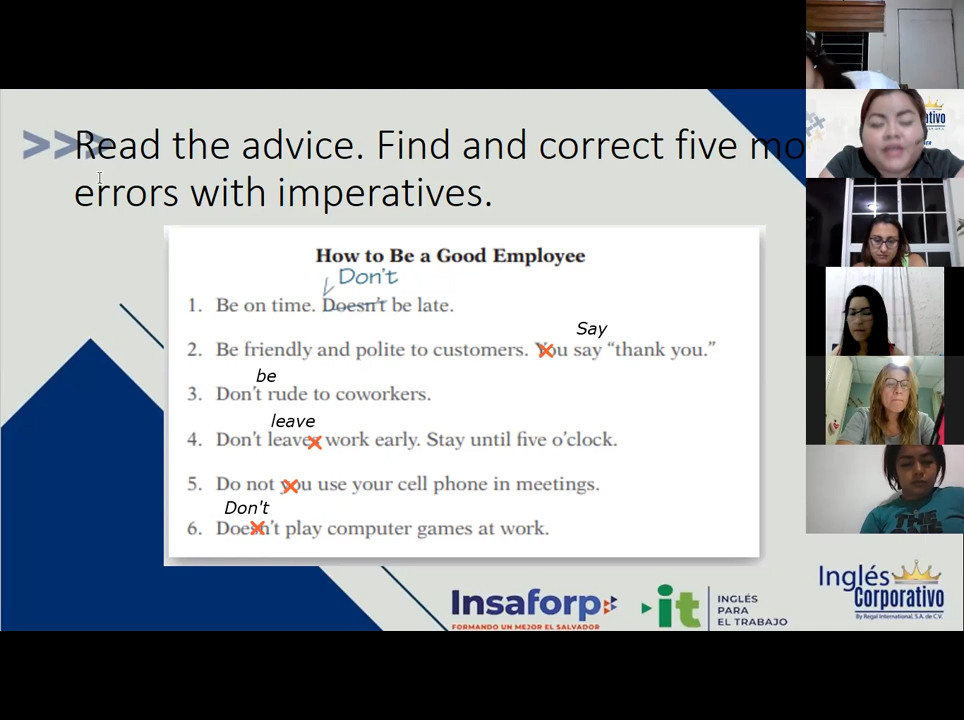 >>>
Read the advice. Find and correct five mo
errors with imperatives.
How to Be a Good Employee
Don't
1. Be on time. Doesn't be late.
Say
2. Be friendly and polite to customers. You say “thank you.”
be
3. Don't rude to coworkers.
leave
4. Don't leaves work early. Stay until five o'clock.
5. Do not you use your cell phone in meetings.
Don't
6. Doesn't play computer games at work.
Insaforp
FORMANDO UN MEJOR EL SALVADOR
it
INGLÉS
PARA
EL TRABAJO
Inglés
Corporativo
By Regal International, S.A. de C.V.